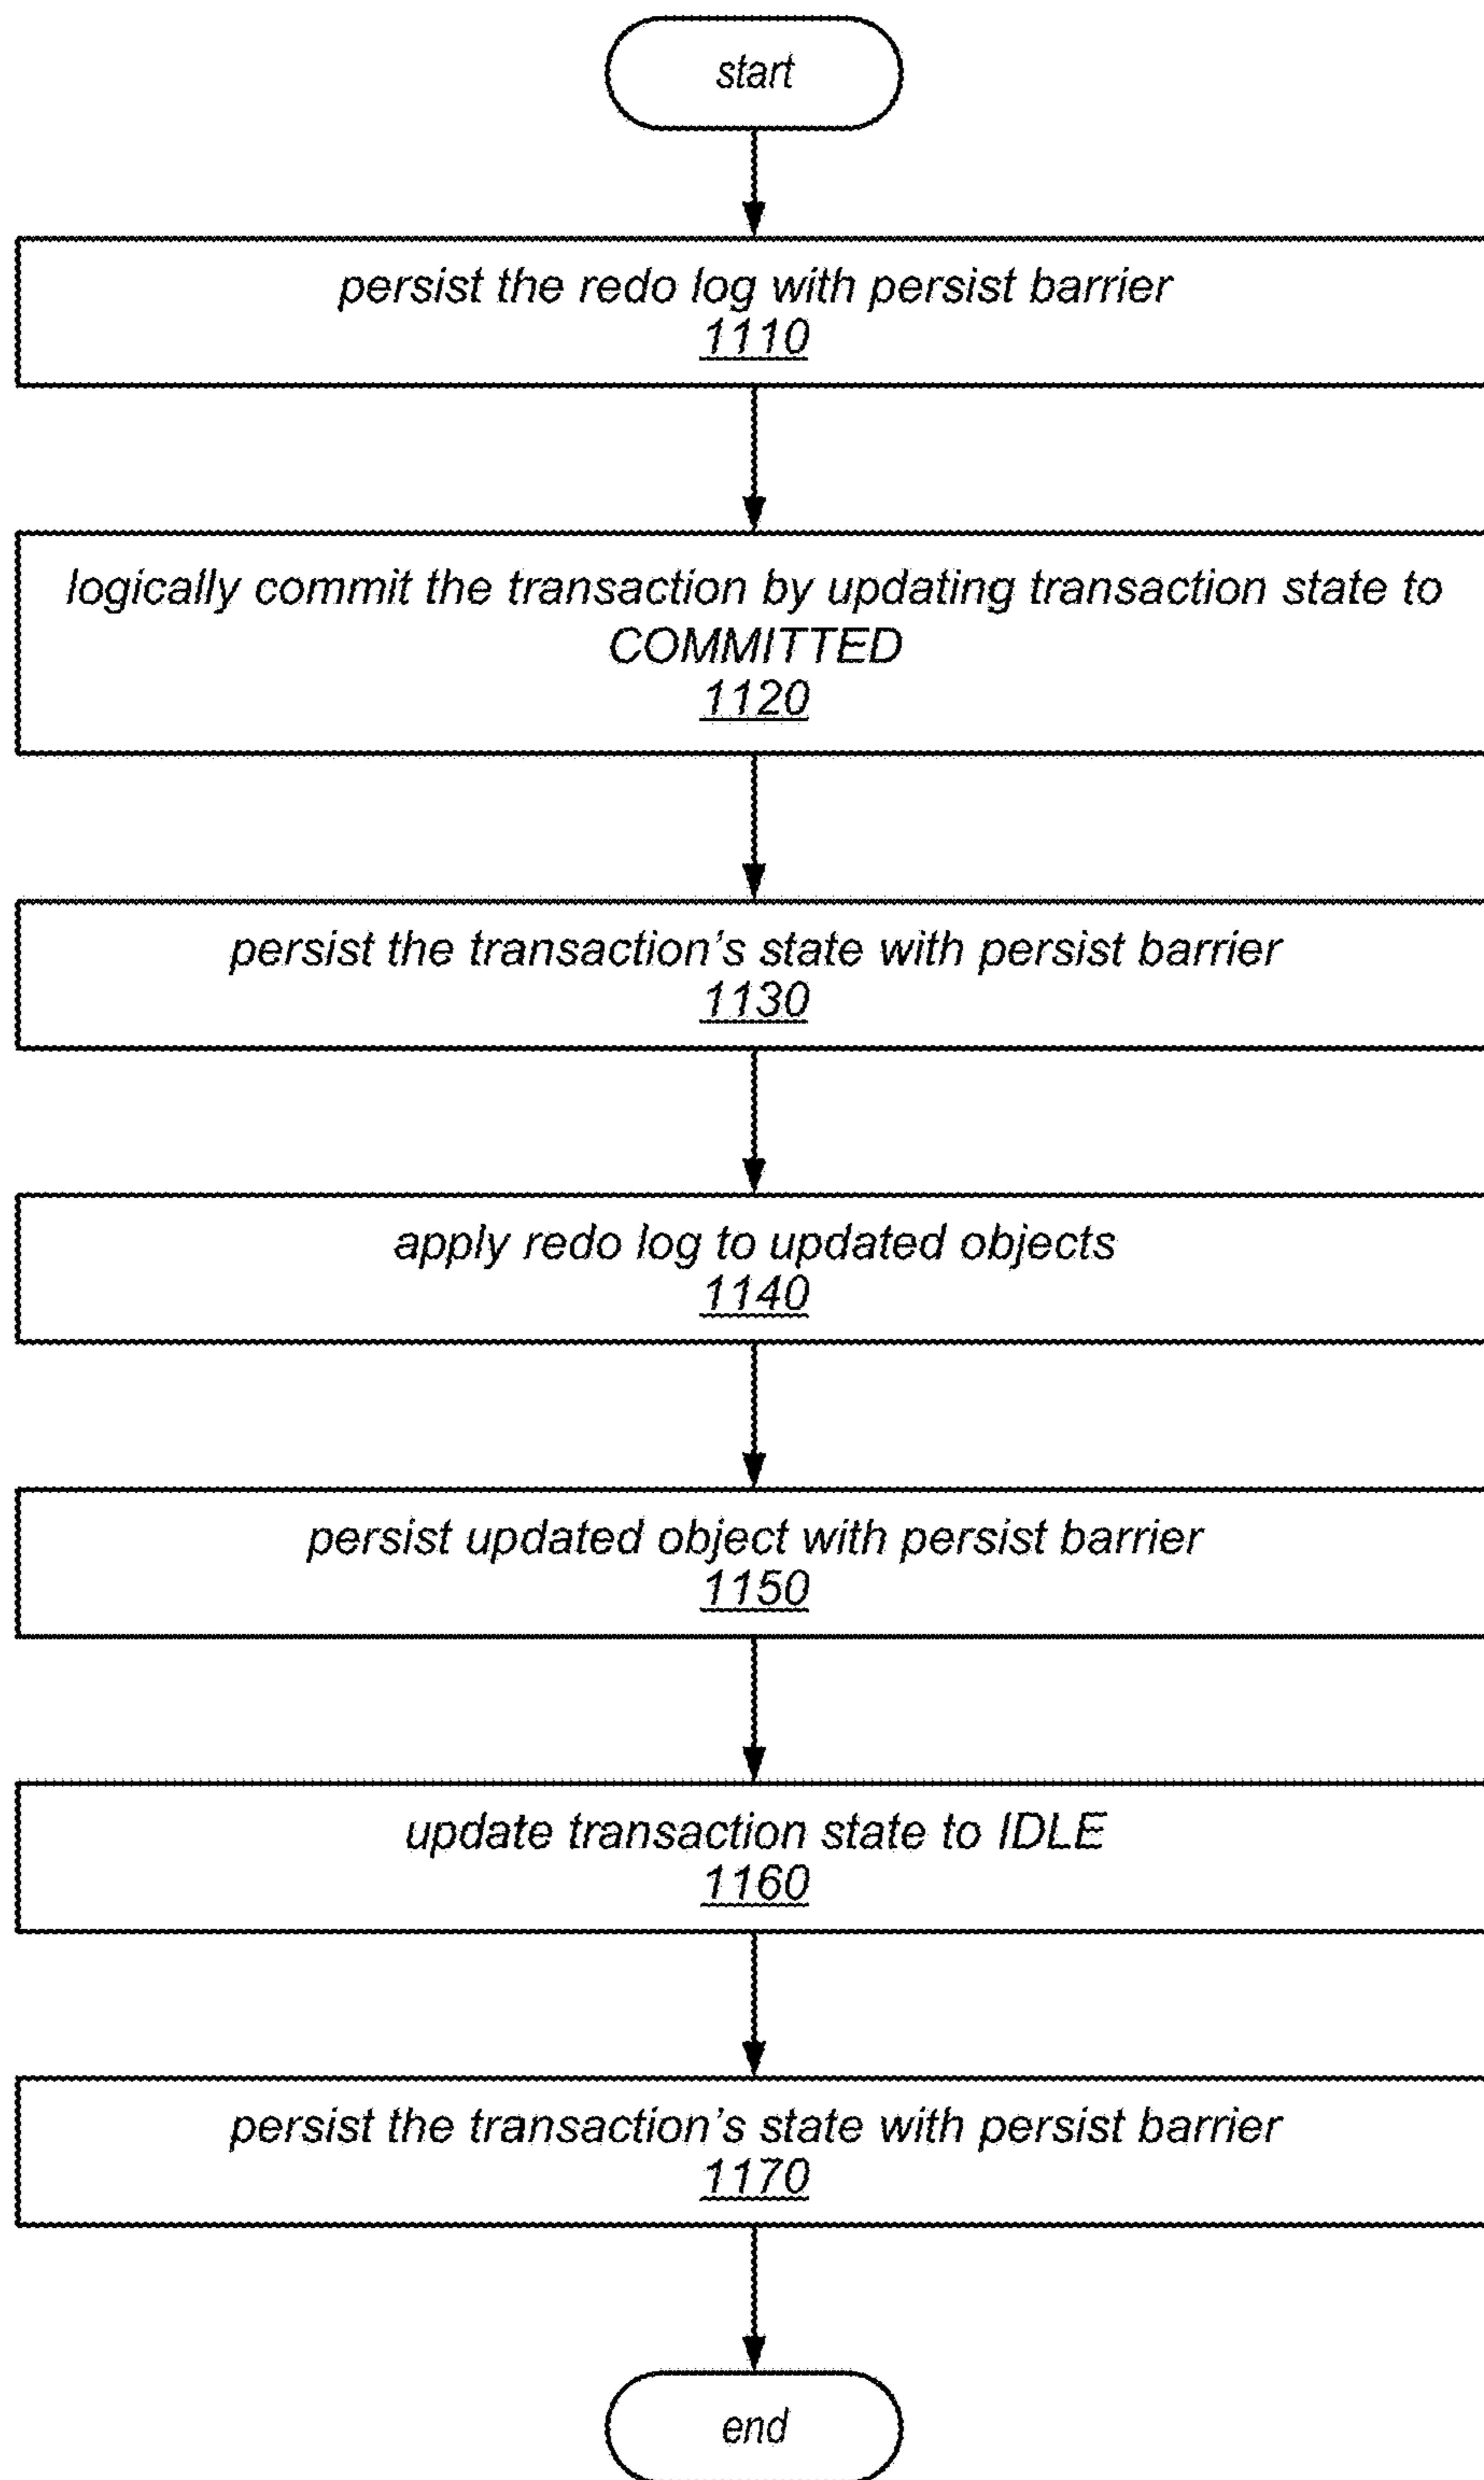 start
persist the redo log with persist barrier
1110
logically commit the transaction by updating transaction state to
COMMITTED
1120
persist the transaction's state with persist barrier
1130
apply redo log to updated objects
1140
persist updated object with persist barrier
1150
update transaction state to IDLE
1160
persist the transaction's state with persist barrier
1170
end